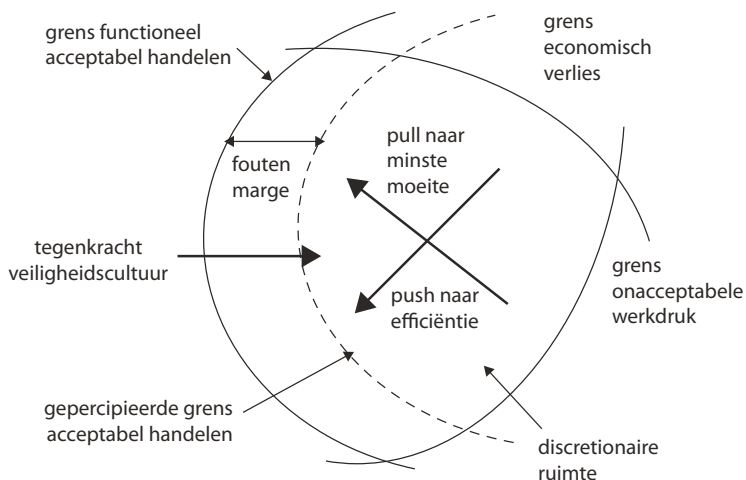 grens functioneel
acceptabel handelen
grens
economisch
verlies
pull naar
minste
moeite
fouten
marge
tegenkracht
veiligheidscultuur
push naar
efficiëntie
grens
onacceptabele
werkdruk
gepercipieerde grens
acceptabel handelen
discretionaire
ruimte